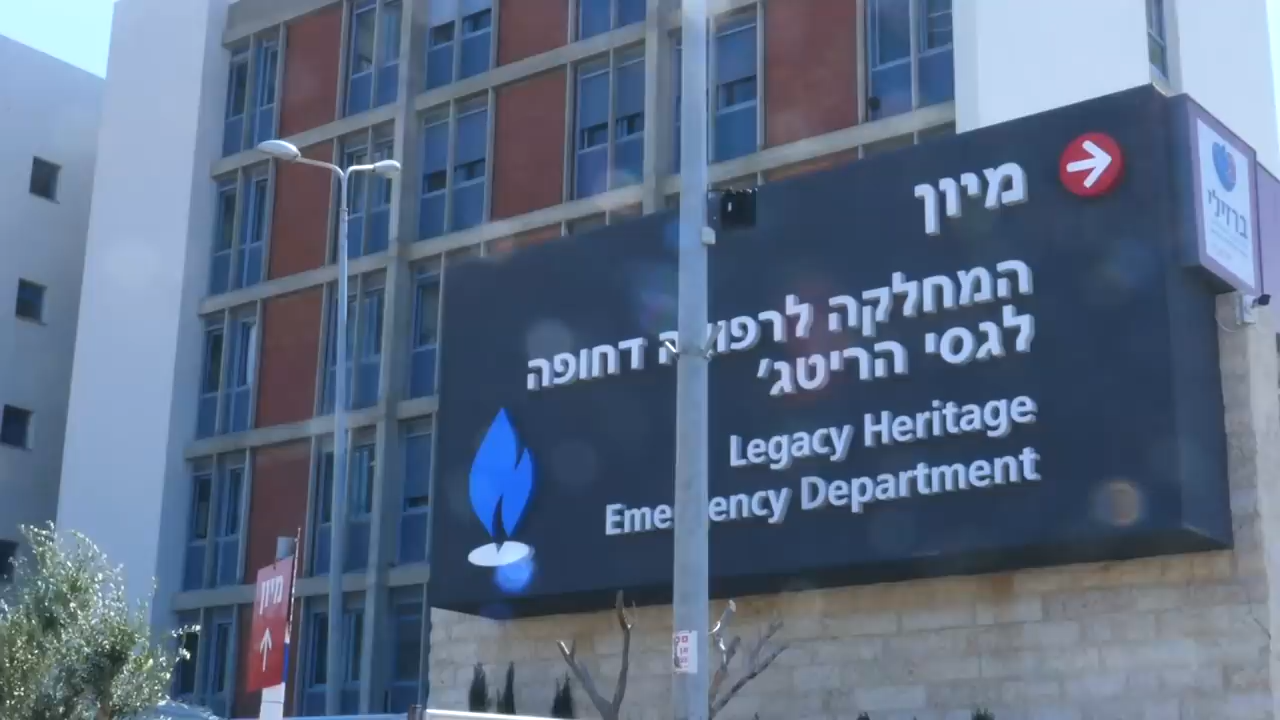 מיון
המחלקה לרפואה דחופה
לגסי הריטג׳
Legacy Heritage
Emergency Department
ברזילי
מיון